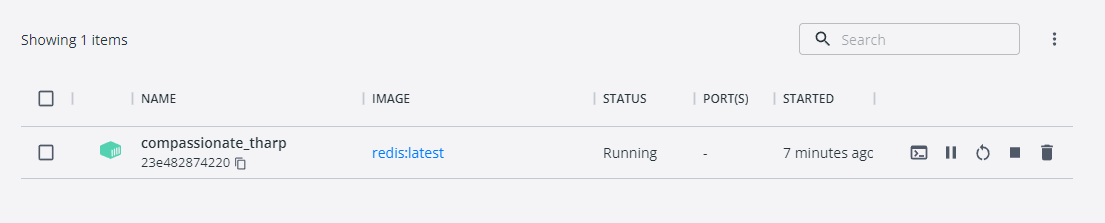 Showing 1 items
Search
NAME IMAGE STATUS PORT(S) STARTED
compassionate_tharp
23e482874220
redis:latest Running - 7 minutes agc